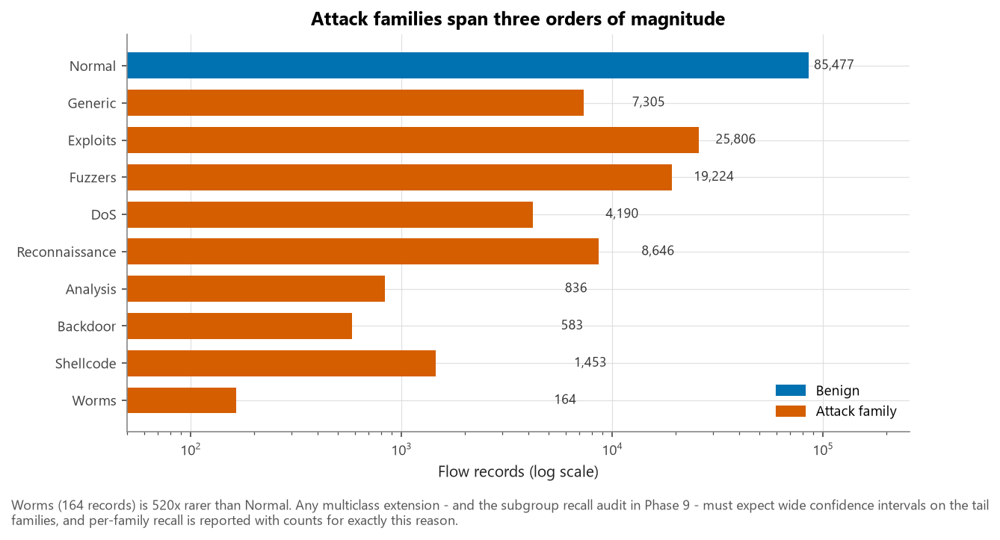 Attack families span three orders of magnitude
Normal 85,477
Generic 7,305
Exploits 25,806
Fuzzers 19,224
DoS 4,190
Reconnaissance 8,646
Analysis 836
Backdoor 583
Shellcode 1,453
Worms 164
Benign
Attack family
10² 10³ 10⁴ 10⁵
Flow records (log scale)
Worms (164 records) is 520x rarer than Normal. Any multiclass extension - and the subgroup recall audit in Phase 9 - must expect wide confidence intervals on the tail
families, and per-family recall is reported with counts for exactly this reason.